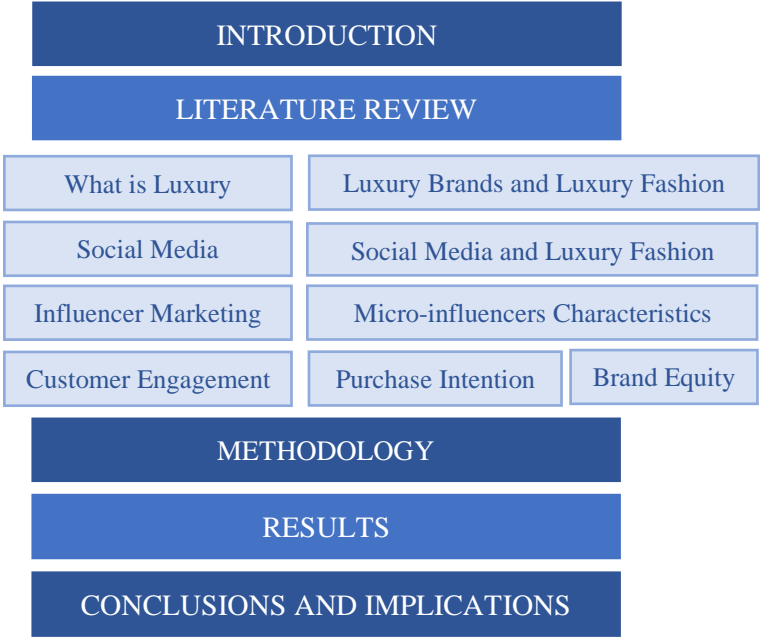 INTRODUCTION
LITERATURE REVIEW
What is Luxury
Luxury Brands and Luxury Fashion
Social Media
Social Media and Luxury Fashion
Influencer Marketing
Micro-influencers Characteristics
Customer Engagement
Purchase Intention
Brand Equity
METHODOLOGY
RESULTS
CONCLUSIONS AND IMPLICATIONS